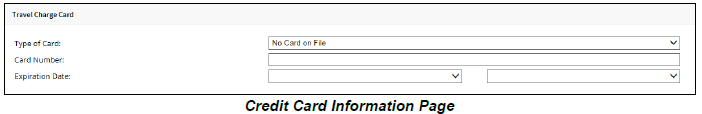 Travel Charge Card
Type of Card: No Card on File
Card Number:
Expiration Date:
Credit Card Information Page